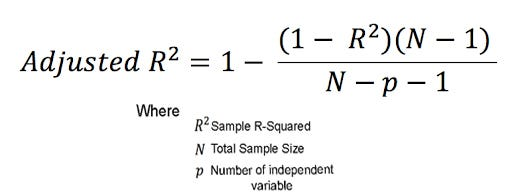 Adjusted R² = 1 − (1 − R²)(N − 1) / N − p − 1
Where
R² Sample R-Squared
N Total Sample Size
p Number of independent
variable